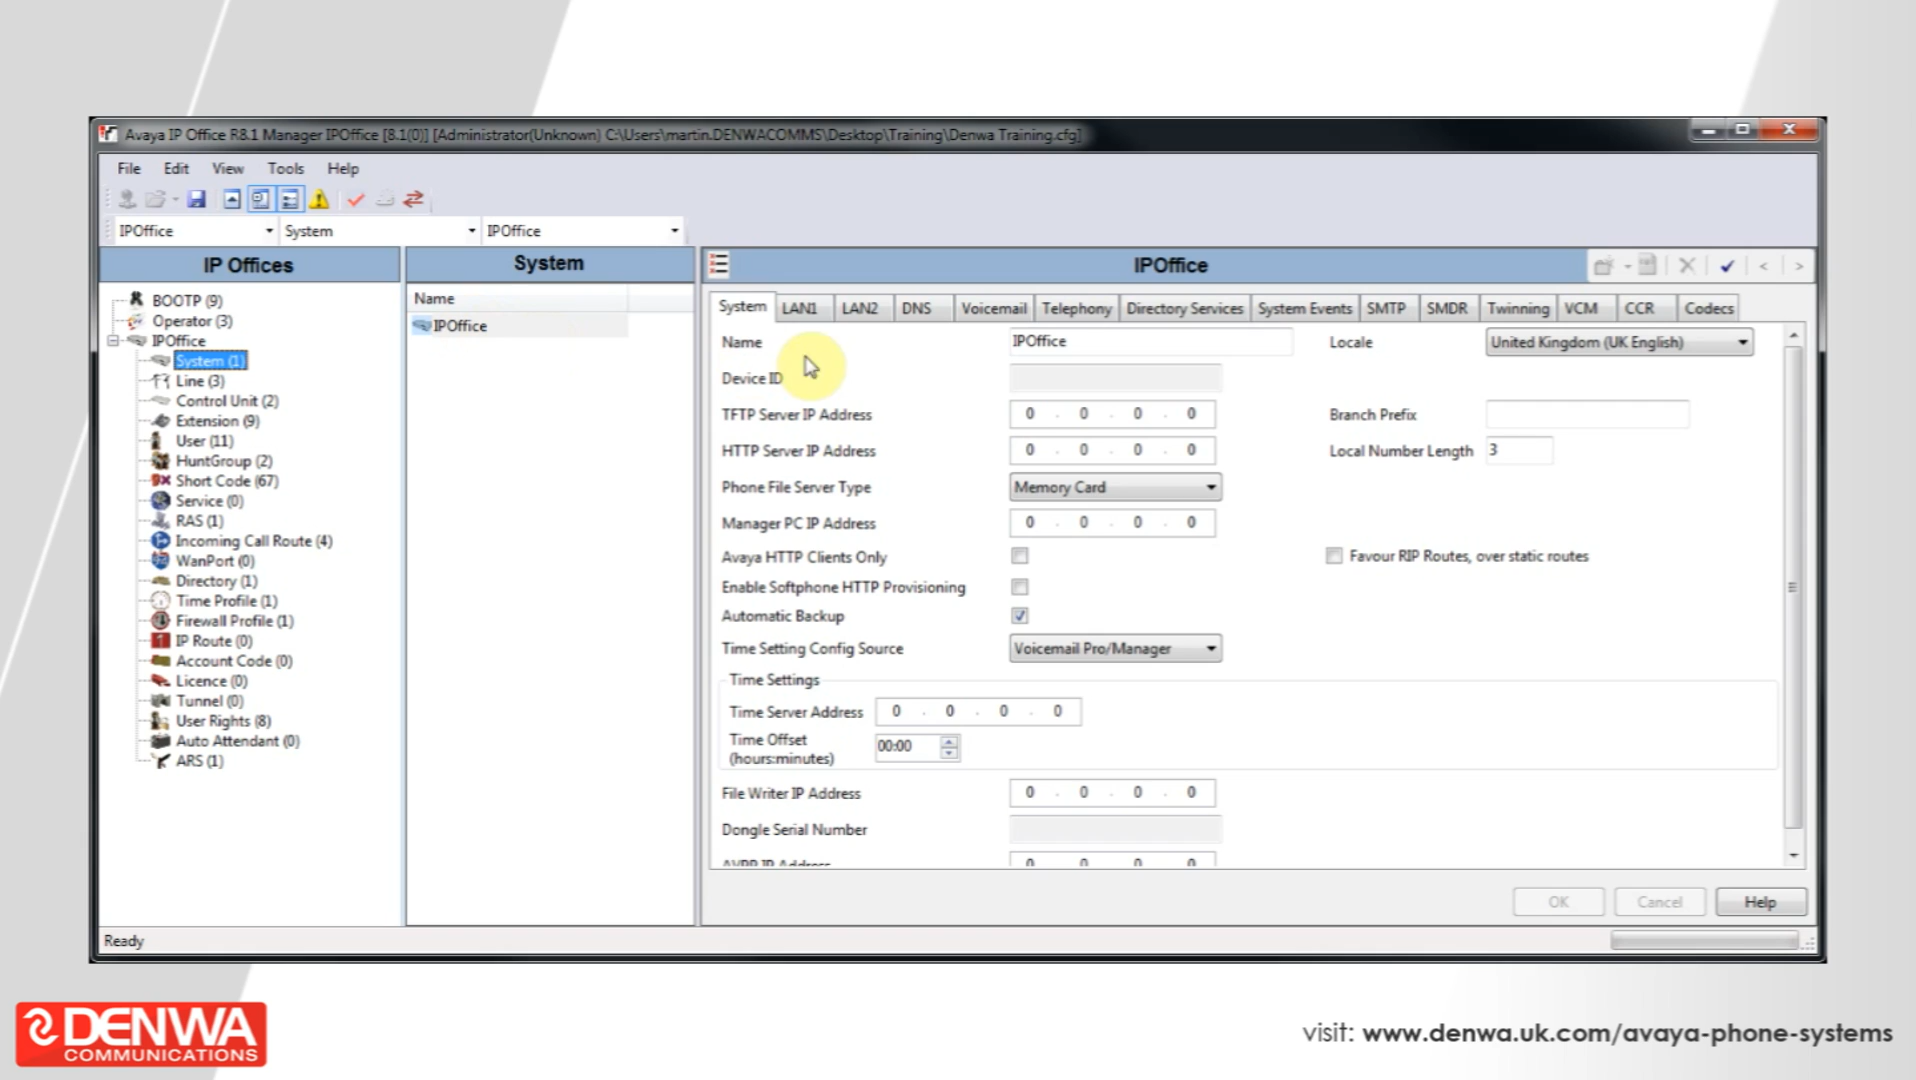 Avaya IP Office R8.1 Manager IPOffice [8.1(0)] [Administrator(Unknown) C:\Users\martin.DENWACOMMS\Desktop\Training\Denwa Training.cfg]
File Edit View Tools Help
IPOffice System IPOffice
IP Offices
BOOTP (9)
Operator (3)
IPOffice
System (1)
Line (3)
Control Unit (2)
Extension (9)
User (11)
HuntGroup (2)
Short Code (67)
Service (0)
RAS (1)
Incoming Call Route (4)
WanPort (0)
Directory (1)
Time Profile (1)
Firewall Profile (1)
IP Route (0)
Account Code (0)
Licence (0)
Tunnel (0)
User Rights (8)
Auto Attendant (0)
ARS (1)
System
Name
IPOffice
IPOffice
System LAN1 LAN2 DNS Voicemail Telephony Directory Services System Events SMTP SMDR Twinning VCM CCR Codecs
Name IPOffice Locale United Kingdom (UK English)
Device ID
TFTP Server IP Address 0 . 0 . 0 . 0 Branch Prefix
HTTP Server IP Address 0 . 0 . 0 . 0 Local Number Length 3
Phone File Server Type Memory Card
Manager PC IP Address 0 . 0 . 0 . 0
Avaya HTTP Clients Only Favour RIP Routes, over static routes
Enable Softphone HTTP Provisioning
Automatic Backup
Time Setting Config Source Voicemail Pro/Manager
Time Settings
Time Server Address 0 . 0 . 0 . 0
Time Offset 00:00
(hours:minutes)
File Writer IP Address 0 . 0 . 0 . 0
Dongle Serial Number
AVPP IP Address 0 0 0 0
OK Cancel Help
Ready
DENWA
COMMUNICATIONS
visit: www.denwa.uk.com/avaya-phone-systems